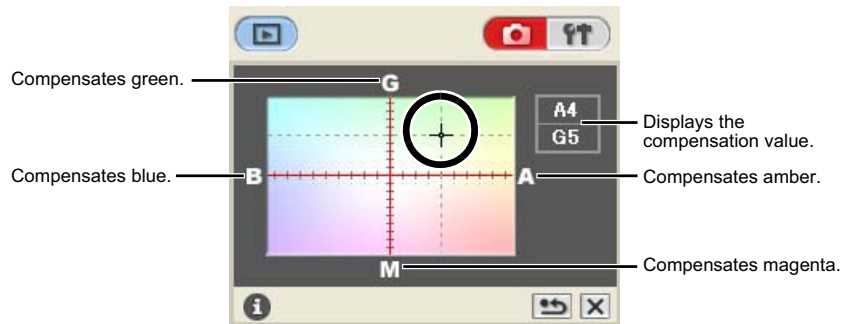 Compensates green.
G
A4
G5
Displays the
compensation value.
Compensates blue.
B
A
Compensates amber.
M
Compensates magenta.
i